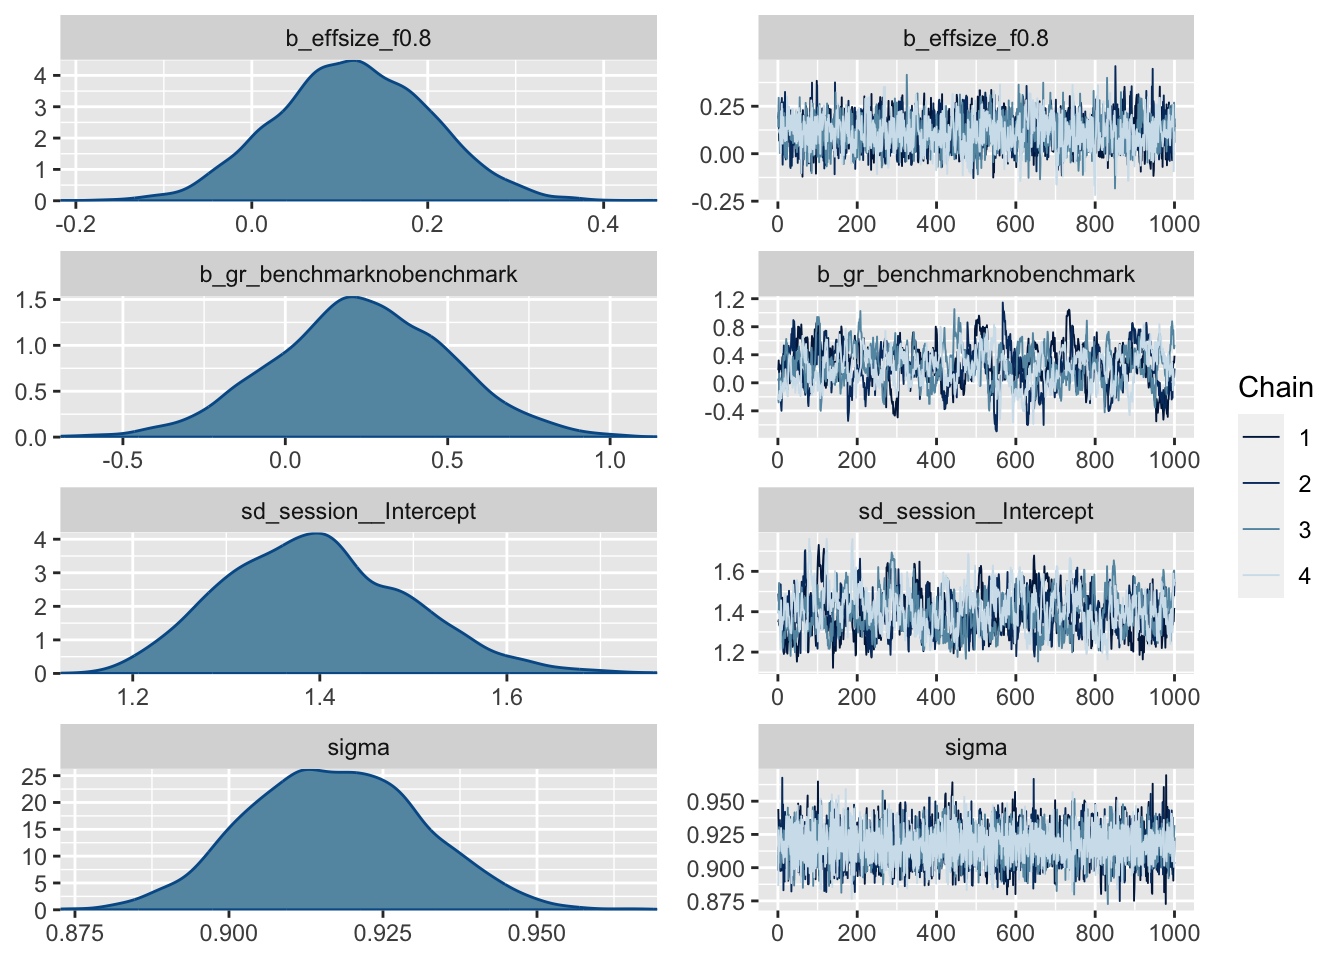 b_effsize_f0.8
4
3
2
1
0
-0.2 0.0 0.2 0.4
b_effsize_f0.8
0.25
0.00
-0.25
0 200 400 600 800 1000
b_gr_benchmarknobenchmark
1.5
1.0
0.5
0.0
-0.5 0.0 0.5 1.0
b_gr_benchmarknobenchmark
1.2
0.8
0.4
0.0
-0.4
0 200 400 600 800 1000
sd_session__Intercept
4
3
2
1
0
1.2 1.4 1.6
sd_session__Intercept
1.6
1.4
1.2
0 200 400 600 800 1000
sigma
25
20
15
10
5
0
0.875 0.900 0.925 0.950
sigma
0.950
0.925
0.900
0.875
0 200 400 600 800 1000
Chain
1
2
3
4